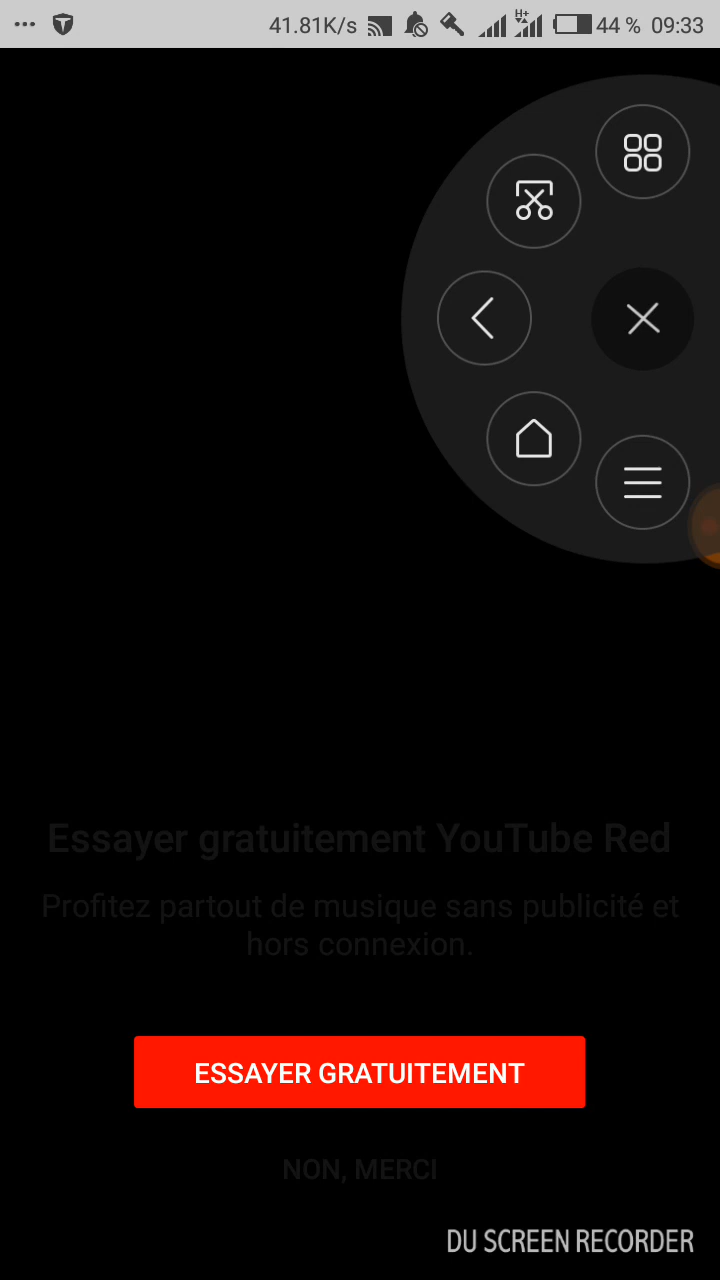 41.81K/s H+ 44 % 09:33
Essayer gratuitement YouTube Red
Profitez partout de musique sans publicité et
hors connexion.
ESSAYER GRATUITEMENT
NON, MERCI
DU SCREEN RECORDER